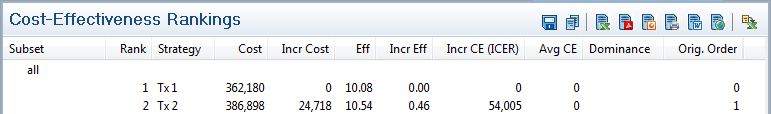 Cost-Effectiveness Rankings
Subset Rank Strategy Cost Incr Cost Eff Incr Eff Incr CE (ICER) Avg CE Dominance Orig. Order
all
1 Tx 1 362,180 0 10.08 0.00 0 0 0
2 Tx 2 386,898 24,718 10.54 0.46 54,005 0 1